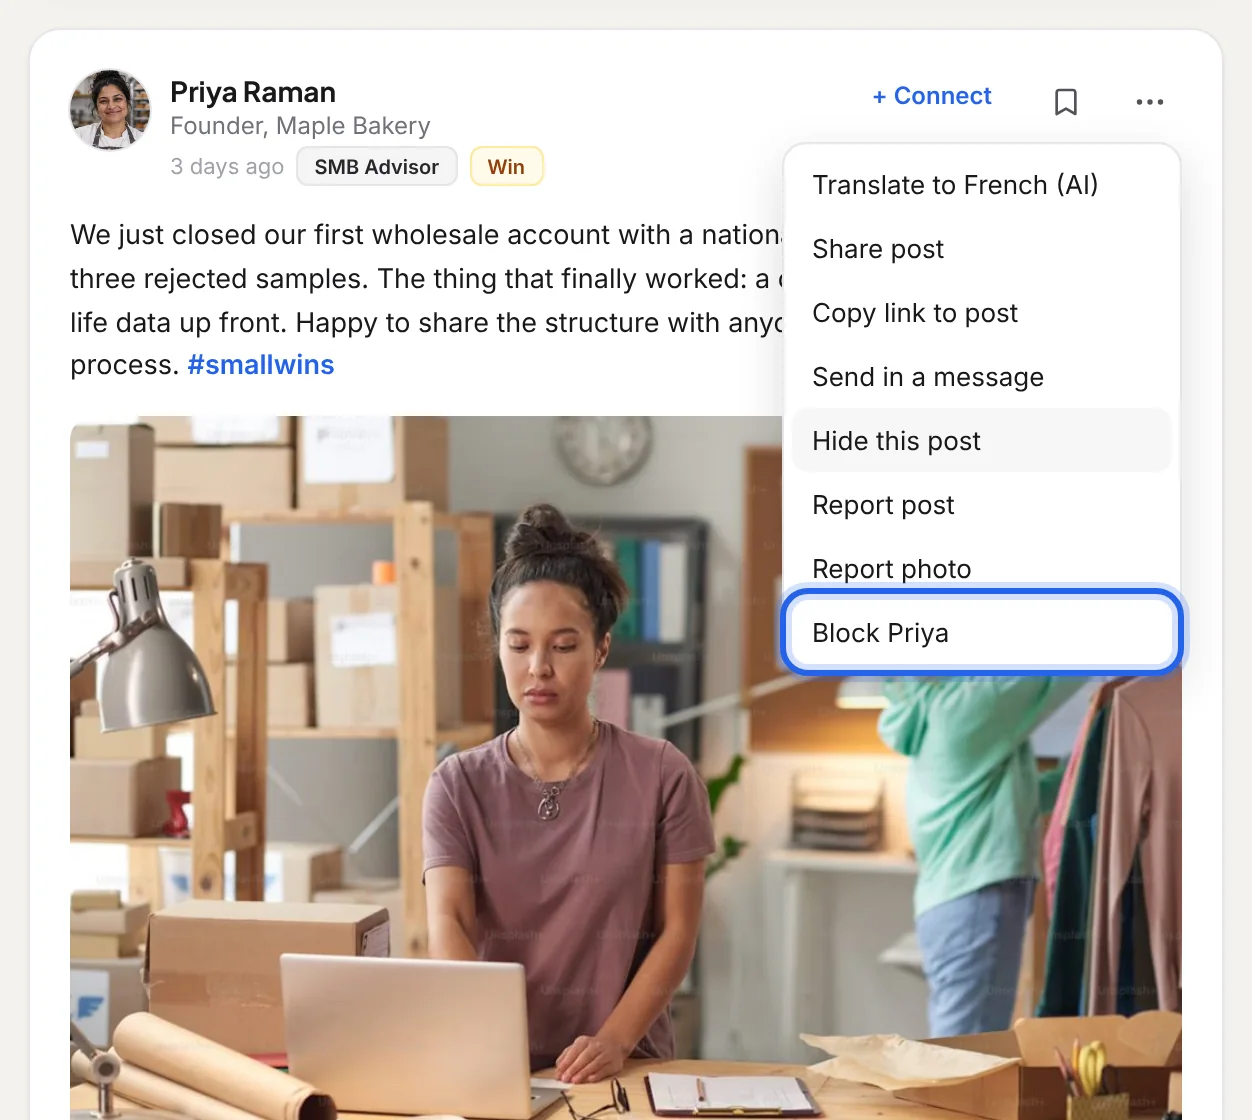 Priya Raman
Founder, Maple Bakery
3 days ago SMB Advisor Win
+ Connect
We just closed our first wholesale account with a
three rejected samples. The thing that finally worked: a
life data up front. Happy to share the structure with
process. #smallwins
Translate to French (AI)
Share post
Copy link to post
Send in a message
Hide this post
Report post
Report photo
Block Priya
Unsplash+
Unsplash+